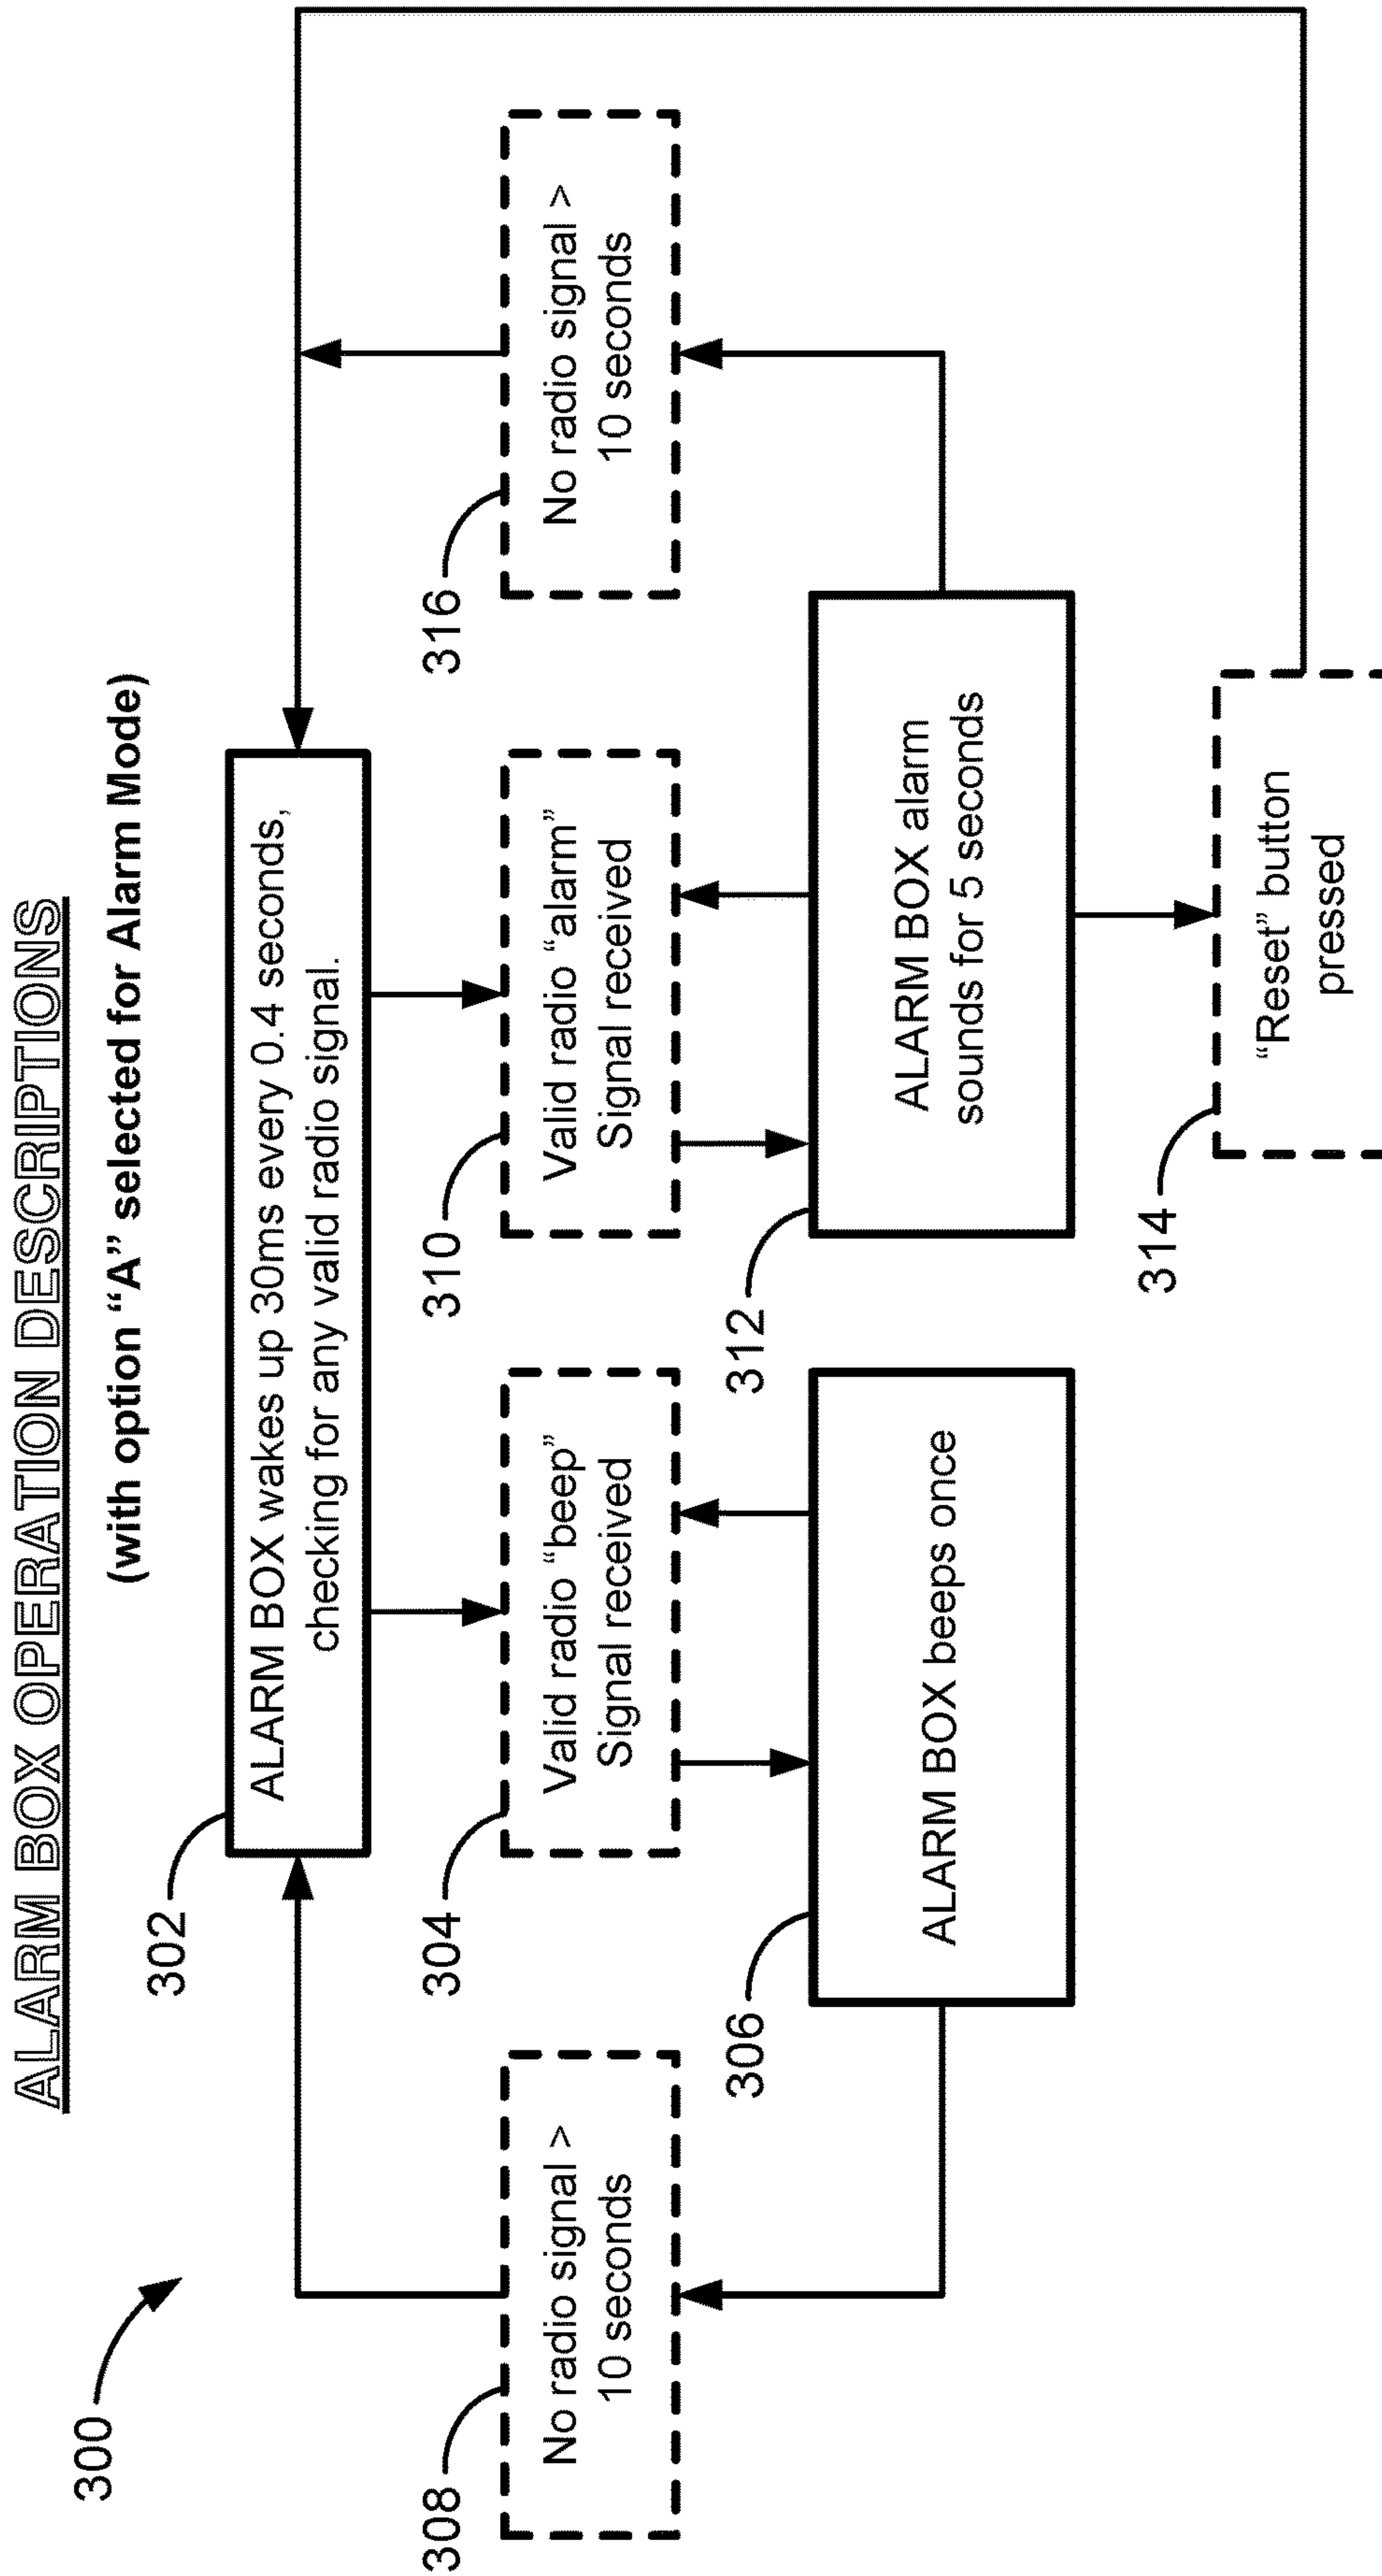 ALARM BOX OPERATION DESCRIPTIONS
(with option “A” selected for Alarm Mode)
300
302
ALARM BOX wakes up 30ms every 0.4 seconds,
checking for any valid radio signal.
308
No radio signal >
10 seconds
304
Valid radio “beep”
Signal received
310
Valid radio “alarm”
Signal received
316
No radio signal >
10 seconds
306
ALARM BOX beeps once
312
ALARM BOX alarm
sounds for 5 seconds
314
“Reset” button
pressed